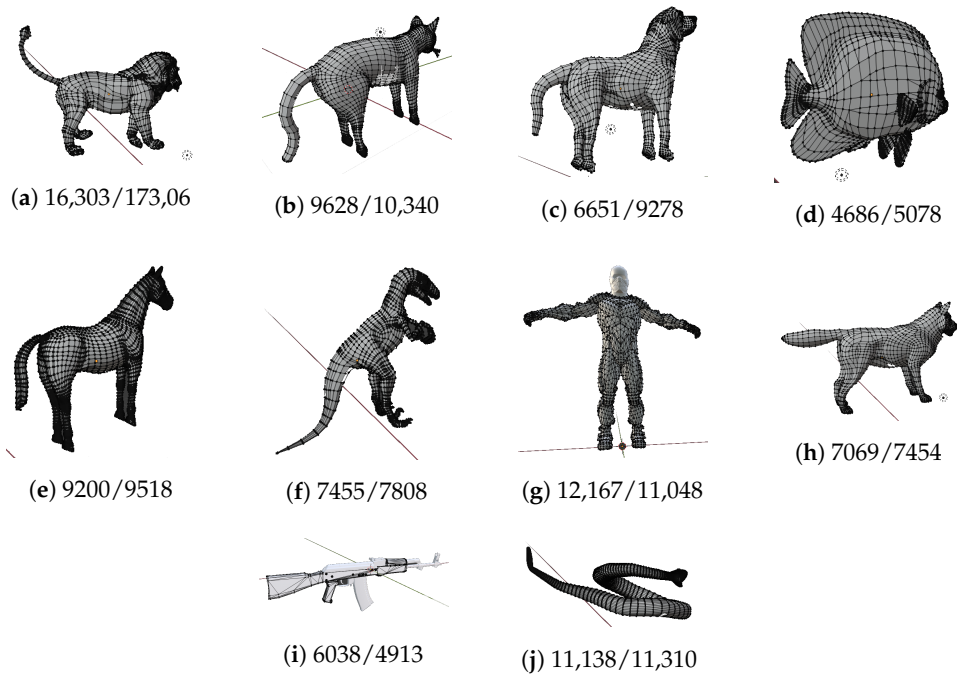 (a) 16,303/173,06
(b) 9628/10,340
(c) 6651/9278
(d) 4686/5078
(e) 9200/9518
(f) 7455/7808
(g) 12,167/11,048
(h) 7069/7454
(i) 6038/4913
(j) 11,138/11,310